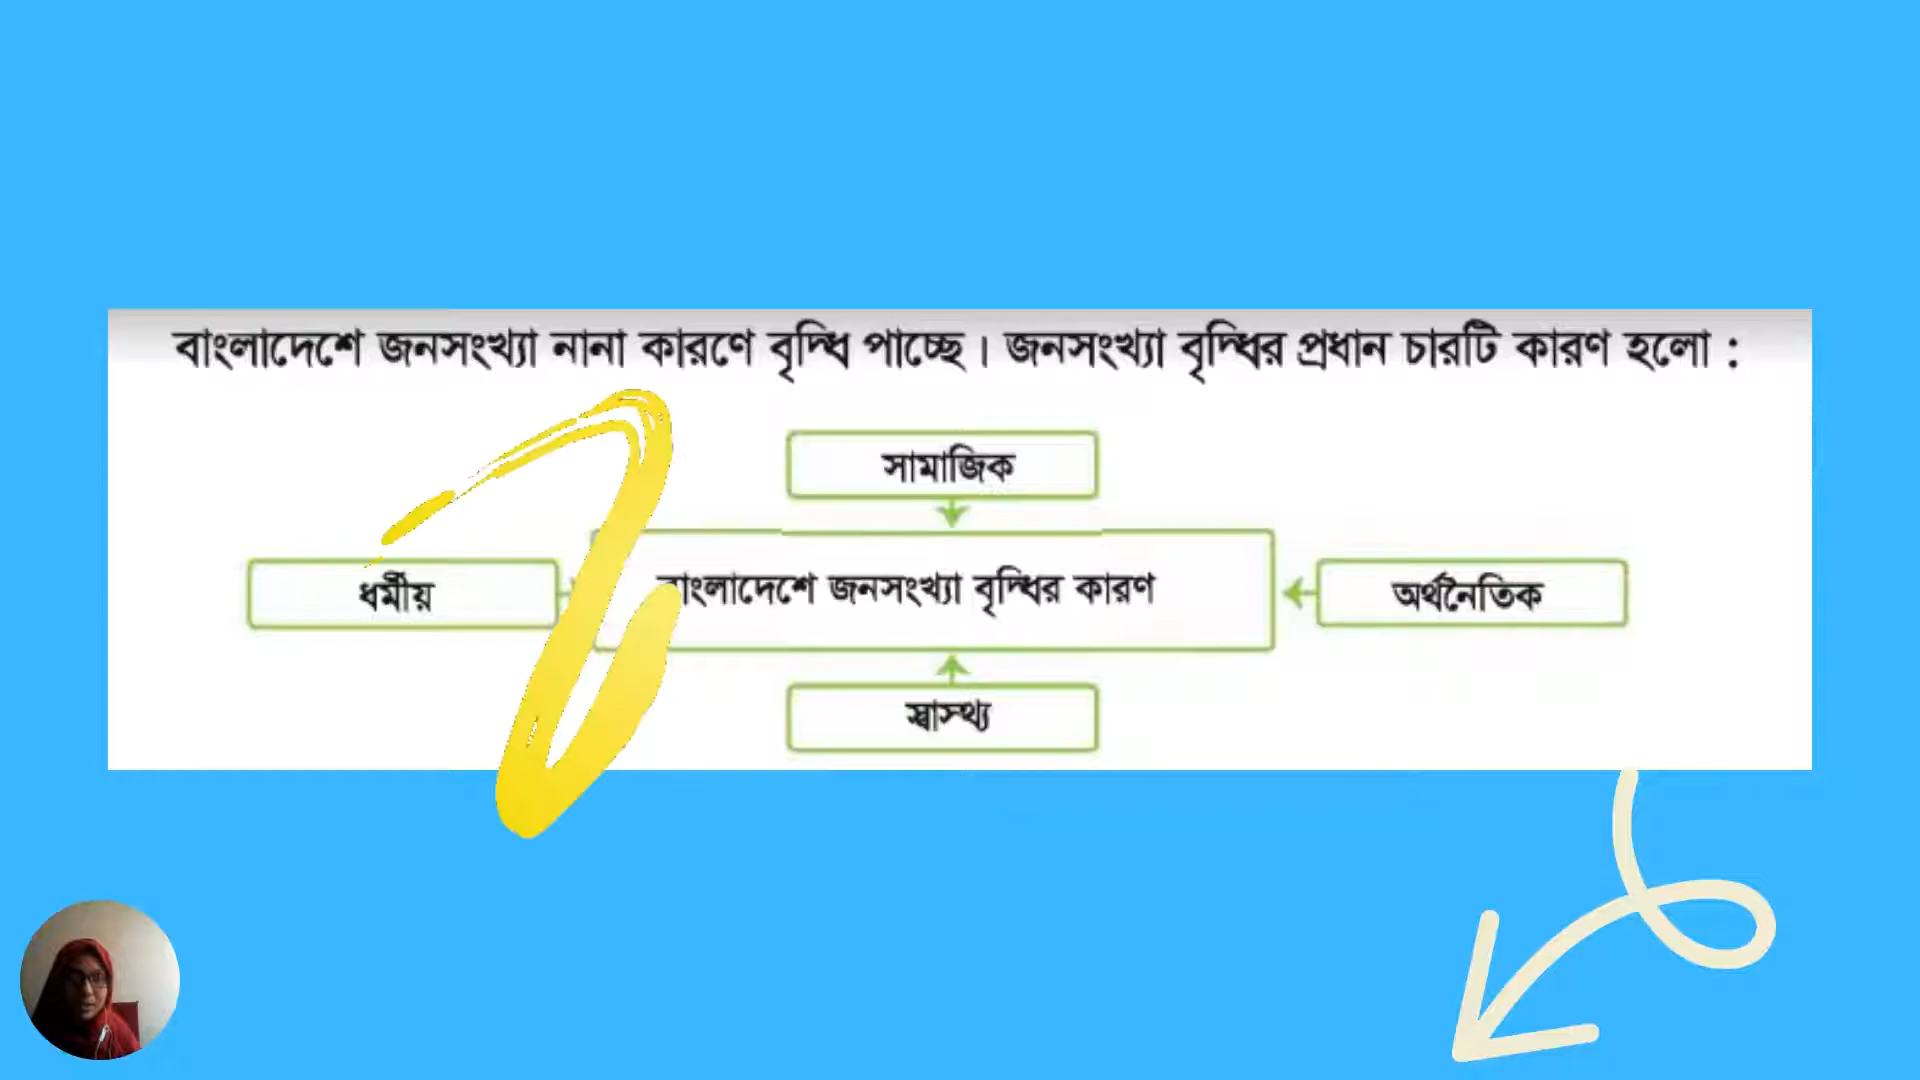 বাংলাদেশে জনসংখ্যা নানা কারণে বৃদ্ধি পাচ্ছে। জনসংখ্যা বৃদ্ধির প্রধান চারটি কারণ হলো :
সামাজিক
ধর্মীয়
বাংলাদেশে জনসংখ্যা বৃদ্ধির কারণ
অর্থনৈতিক
স্বাস্থ্য